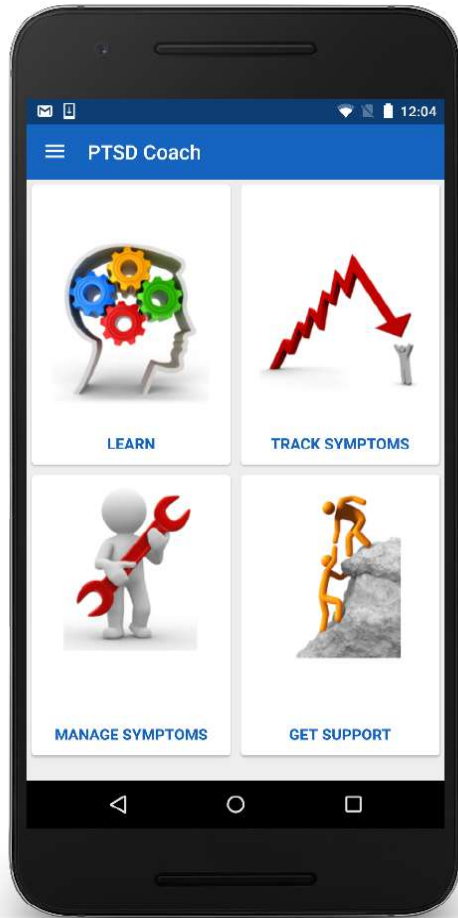 12:04
PTSD Coach
LEARN
TRACK SYMPTOMS
MANAGE SYMPTOMS
GET SUPPORT